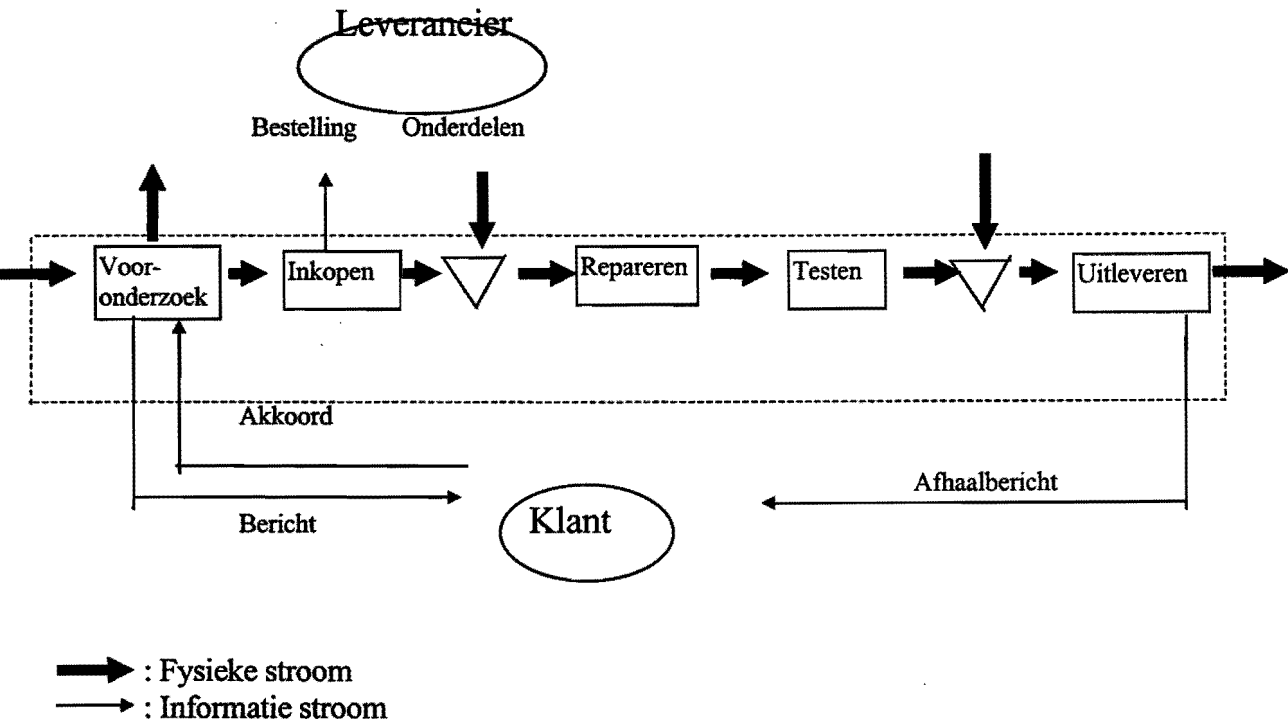 Leverancier
Bestelling Onderdelen
Voor-
onderzoek
Inkopen
Repareren
Testen
Uitleveren
Akkoord
Bericht
Klant
Afhaalbericht
: Fysieke stroom
: Informatie stroom